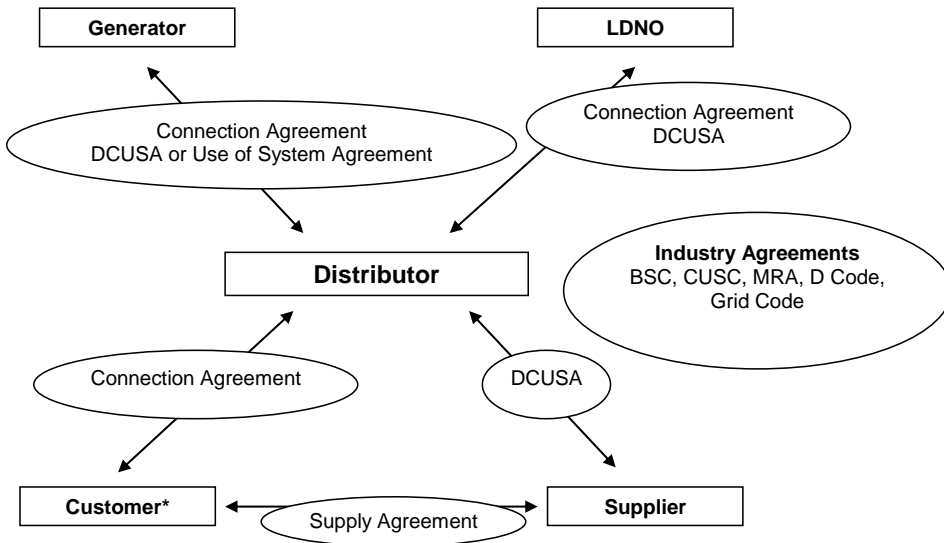 Generator
LDNO
Connection Agreement
DCUSA or Use of System Agreement
Connection Agreement
DCUSA
Industry Agreements
BSC, CUSC, MRA, D Code,
Grid Code
Distributor
Connection Agreement
DCUSA
Customer*
Supply Agreement
Supplier